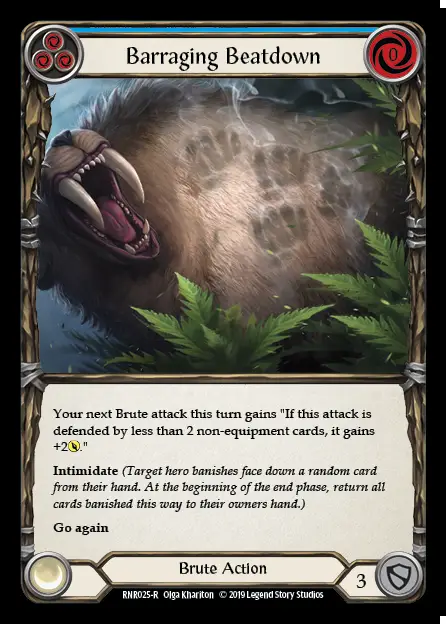 Barraging Beatdown
0
Your next Brute attack this turn gains "If this attack is
defended by less than 2 non-equipment cards, it gains
+2."
Intimidate (Target hero banishes face down a random card
from their hand. At the beginning of the end phase, return all
cards banished this way to their owners hand.)
Go again
Brute Action
3
RNR025-R Olga Khariton © 2019 Legend Story Studios